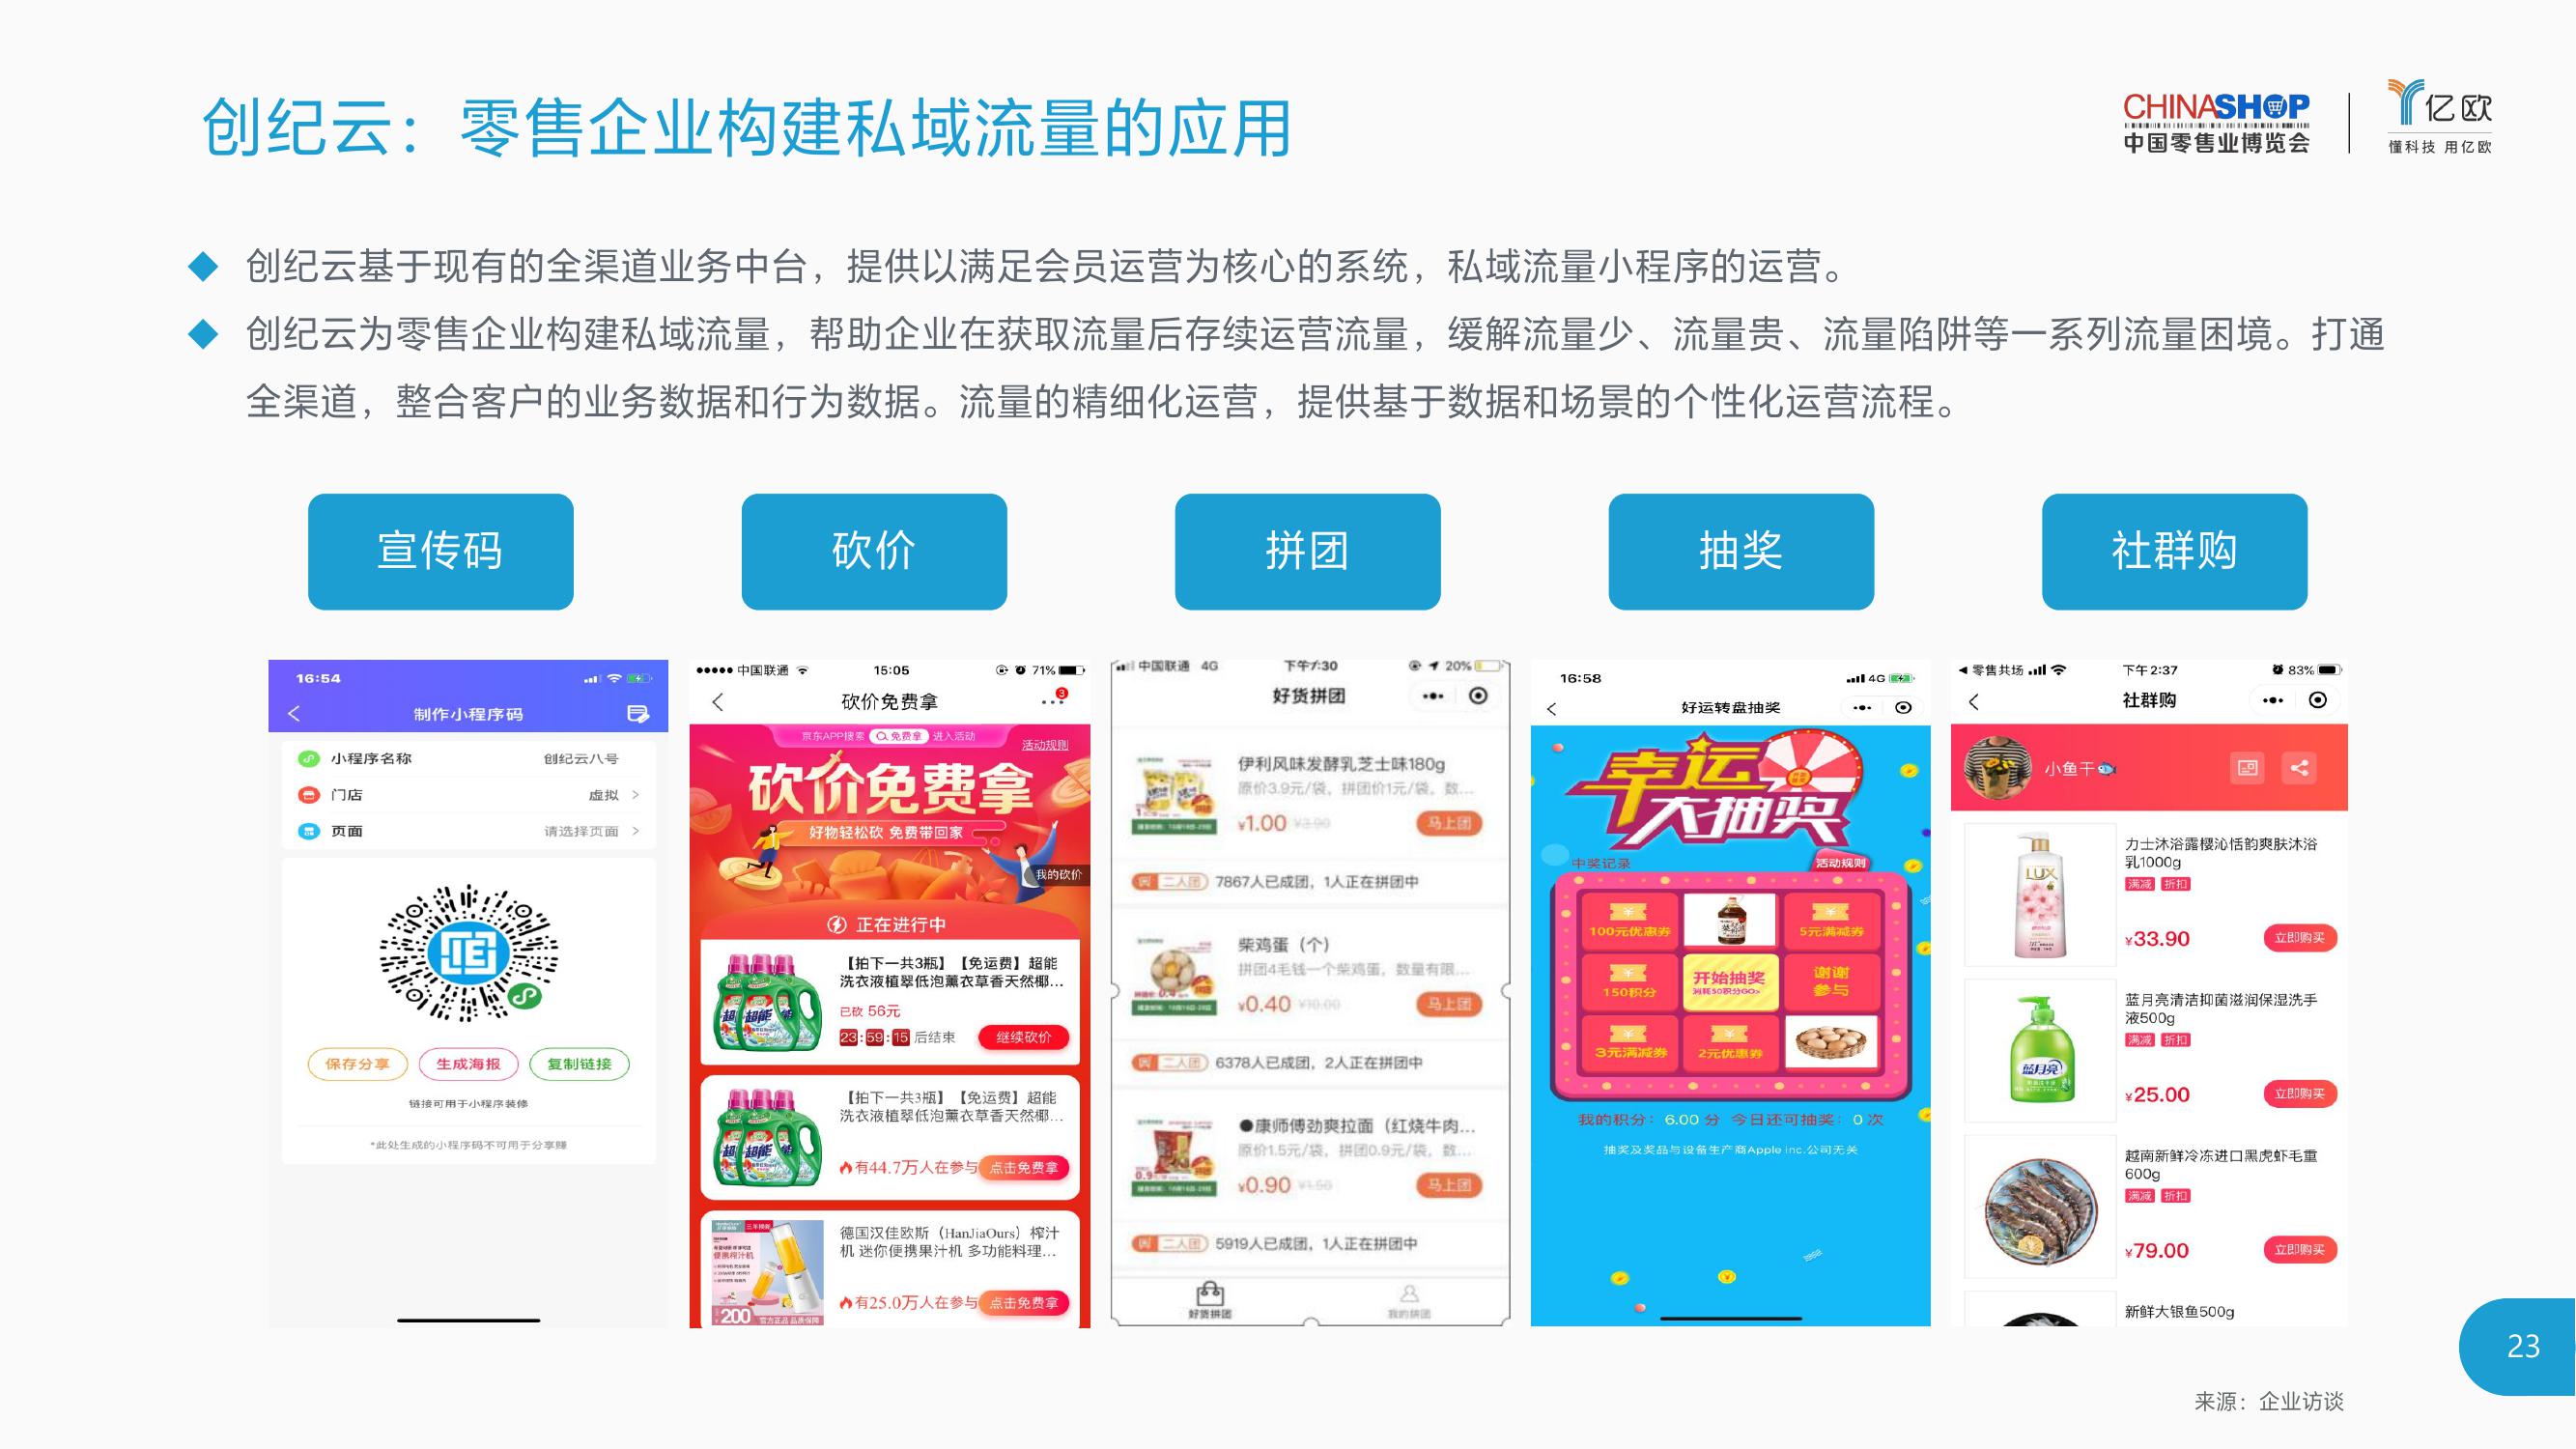 创纪云：零售企业构建私域流量的应用
CHINASHOP
中国零售业博览会
亿欧
懂科技 用亿欧
创纪云基于现有的全渠道业务中台，提供以满足会员运营为核心的系统，私域流量小程序的运营。
创纪云为零售企业构建私域流量，帮助企业在获取流量后存续运营流量，缓解流量少、流量贵、流量陷阱等一系列流量困境。打通
全渠道，整合客户的业务数据和行为数据。流量的精细化运营，提供基于数据和场景的个性化运营流程。
宣传码
砍价
拼团
抽奖
社群购
16:54
制作小程序码
小程序名称 创纪云八号
门店 虚拟 >
页面 请选择页面 >
保存分享 生成海报 复制链接
链接可用于小程序装修
*此处生成的小程序码不可用于分享赚
中国联通 15:05 71%
砍价免费拿
3
京东APP搜索 免费拿 进入活动
活动规则
砍价免费拿
好物轻松砍 免费带回家
我的砍价
正在进行中
【拍下一共3瓶】【免运费】超能
洗衣液植翠低泡薰衣草香天然椰...
已砍 56元
23:59:15 后结束 继续砍价
【拍下一共3瓶】【免运费】超能
洗衣液植翠低泡薰衣草香天然椰...
有44.7万人在参与 点击免费拿
德国汉佳欧斯（HanJiaOurs）榨汁
机 迷你便携果汁机 多功能料理...
200
有25.0万人在参与 点击免费拿
中国联通 4G 下午7:30 20%
好货拼团
伊利风味发酵乳芝士味180g
原价3.9元/袋，拼团价1元/袋，数...
¥1.00 ¥3.90 马上团
二人团 7867人已成团，1人正在拼团中
柴鸡蛋（个）
拼团4毛钱一个柴鸡蛋，数量有限...
¥0.40 ¥10.00 马上团
二人团 6378人已成团，2人正在拼团中
●康师傅劲爽拉面（红烧牛肉...
原价1.5元/袋，拼团0.9元/袋，数...
¥0.90 ¥1.50 马上团
二人团 5919人已成团，1人正在拼团中
好货拼团 我的拼团
16:58 4G
好运转盘抽奖
幸运
大抽奖
中奖记录
活动规则
100元优惠券 5元满减券
150积分 开始抽奖 谢谢
消耗50积分GO> 参与
3元满减券 2元优惠券
我的积分：6.00 分 今日还可抽奖：0 次
抽奖及奖品与设备生产商Apple inc.公司无关
零售共场 下午2:37 83%
社群购
小鱼干
LUX
力士沐浴露樱沁恬韵爽肤沐浴
乳1000g
满减 折扣
¥33.90 立即购买
蓝月亮
蓝月亮清洁抑菌滋润保湿洗手
液500g
满减 折扣
¥25.00 立即购买
越南新鲜冷冻进口黑虎虾毛重
600g
满减 折扣
¥79.00 立即购买
新鲜大银鱼500g
23
来源：企业访谈